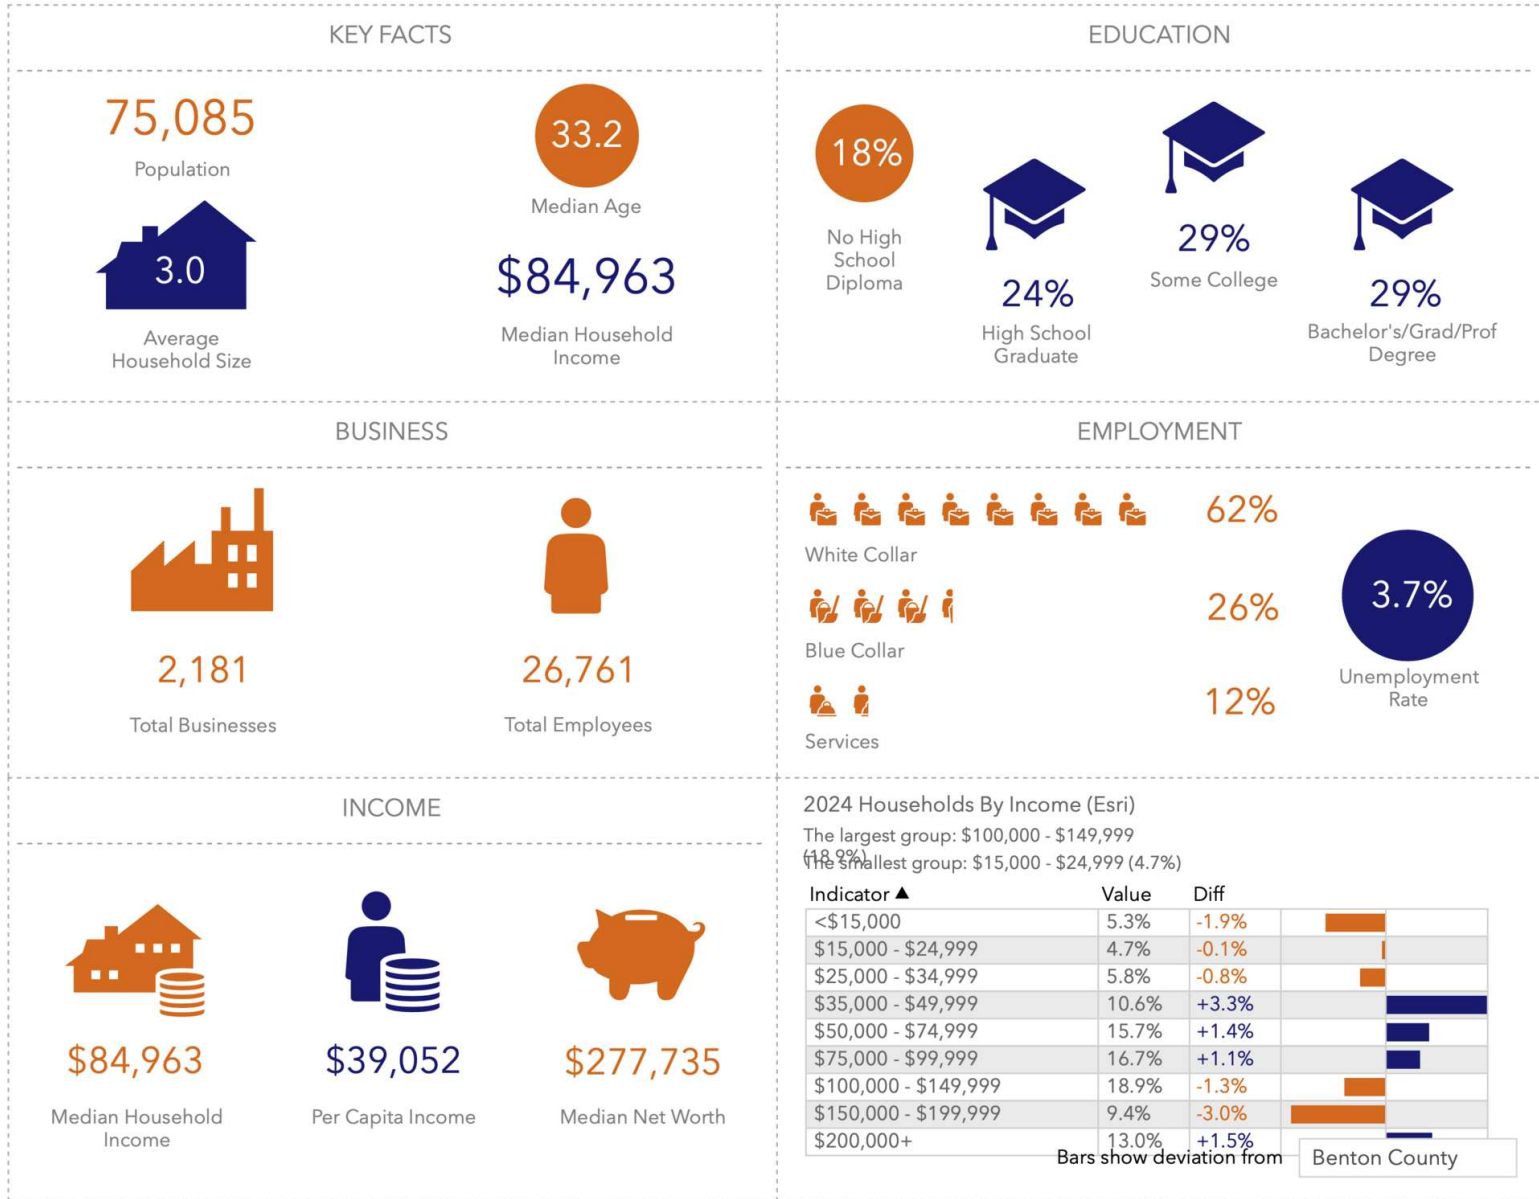 KEY FACTS
75,085
Population
33.2
Median Age
3.0
Average
Household Size
$84,963
Median Household
Income
EDUCATION
18%
No High
School
Diploma
24%
High School
Graduate
29%
Some College
29%
Bachelor's/Grad/Prof
Degree
BUSINESS
2,181
Total Businesses
26,761
Total Employees
EMPLOYMENT
62%
White Collar
26%
Blue Collar
12%
Services
3.7%
Unemployment
Rate
INCOME
$84,963
Median Household
Income
$39,052
Per Capita Income
$277,735
Median Net Worth
2024 Households By Income (Esri)
The largest group: $100,000 - $149,999
(18.9%)
The smallest group: $15,000 - $24,999 (4.7%)
Indicator ▲ Value Diff
<$15,000 5.3% -1.9%
$15,000 - $24,999 4.7% -0.1%
$25,000 - $34,999 5.8% -0.8%
$35,000 - $49,999 10.6% +3.3%
$50,000 - $74,999 15.7% +1.4%
$75,000 - $99,999 16.7% +1.1%
$100,000 - $149,999 18.9% -1.3%
$150,000 - $199,999 9.4% -3.0%
$200,000+ 13.0% +1.5%
Bars show deviation from Benton County